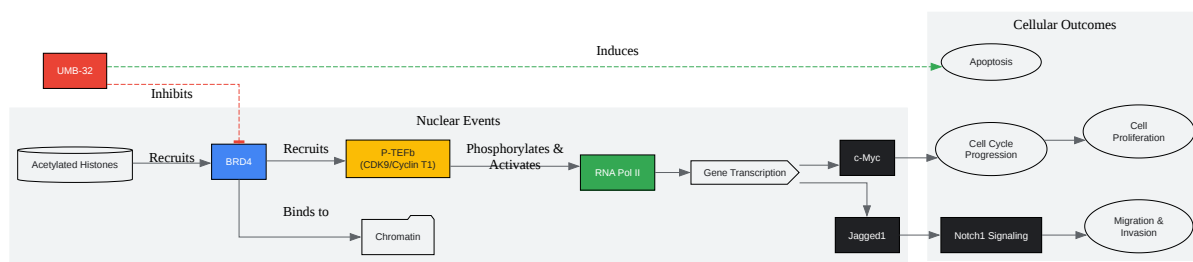 Cellular Outcomes
Induces
Apoptosis
UMB-32
Inhibits
Nuclear Events
Acetylated Histones
Recruits
BRD4
Recruits
P-TEFb
(CDK9/Cyclin T1)
Phosphorylates &
Activates
RNA Pol II
Gene Transcription
c-Myc
Cell Cycle
Progression
Cell
Proliferation
Binds to
Chromatin
Jagged1
Notch1 Signaling
Migration &
Invasion